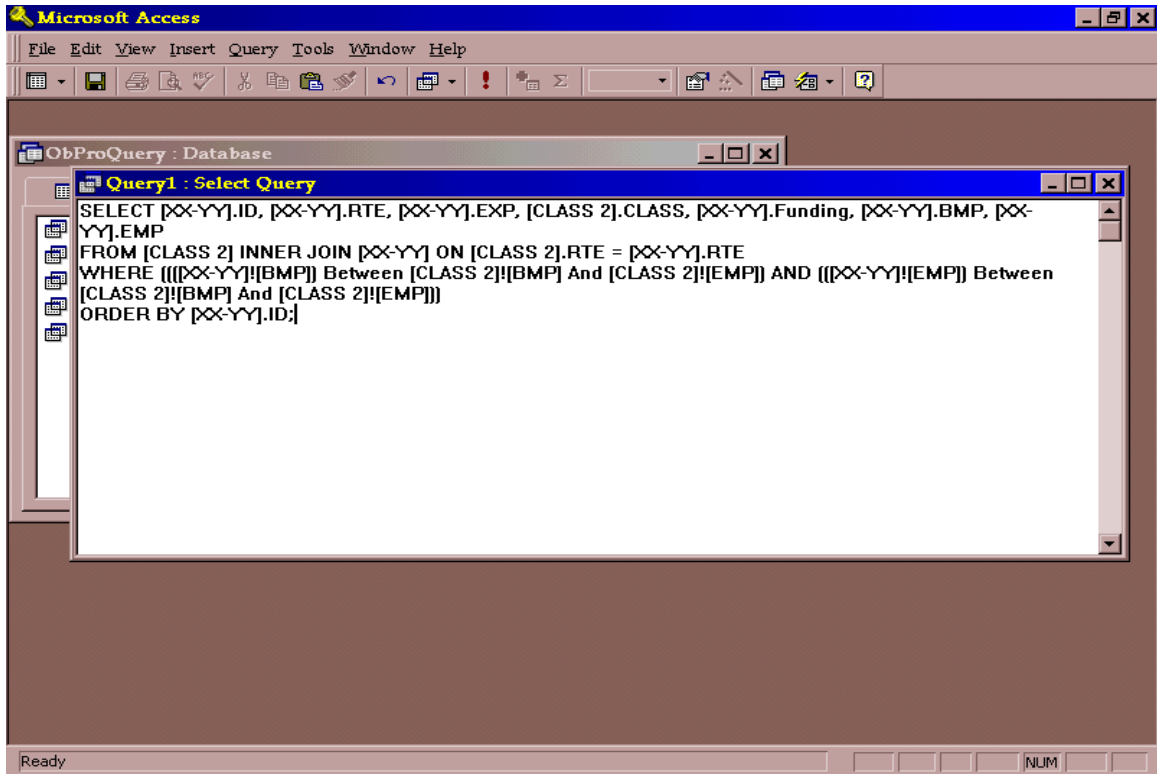 Microsoft Access
File Edit View Insert Query Tools Window Help
ObProQuery : Database
Query1 : Select Query
SELECT [XX-YY].ID, [XX-YY].RTE, [XX-YY].EXP, [CLASS 2].CLASS, [XX-YY].Funding, [XX-YY].BMP, [XX-
YY].EMP
FROM [CLASS 2] INNER JOIN [XX-YY] ON [CLASS 2].RTE = [XX-YY].RTE
WHERE (((([XX-YY]![BMP]) Between [CLASS 2]![BMP] And [CLASS 2]![EMP]) AND (([XX-YY]![EMP]) Between
[CLASS 2]![BMP] And [CLASS 2]![EMP]))
ORDER BY [XX-YY].ID;
Ready
NUM